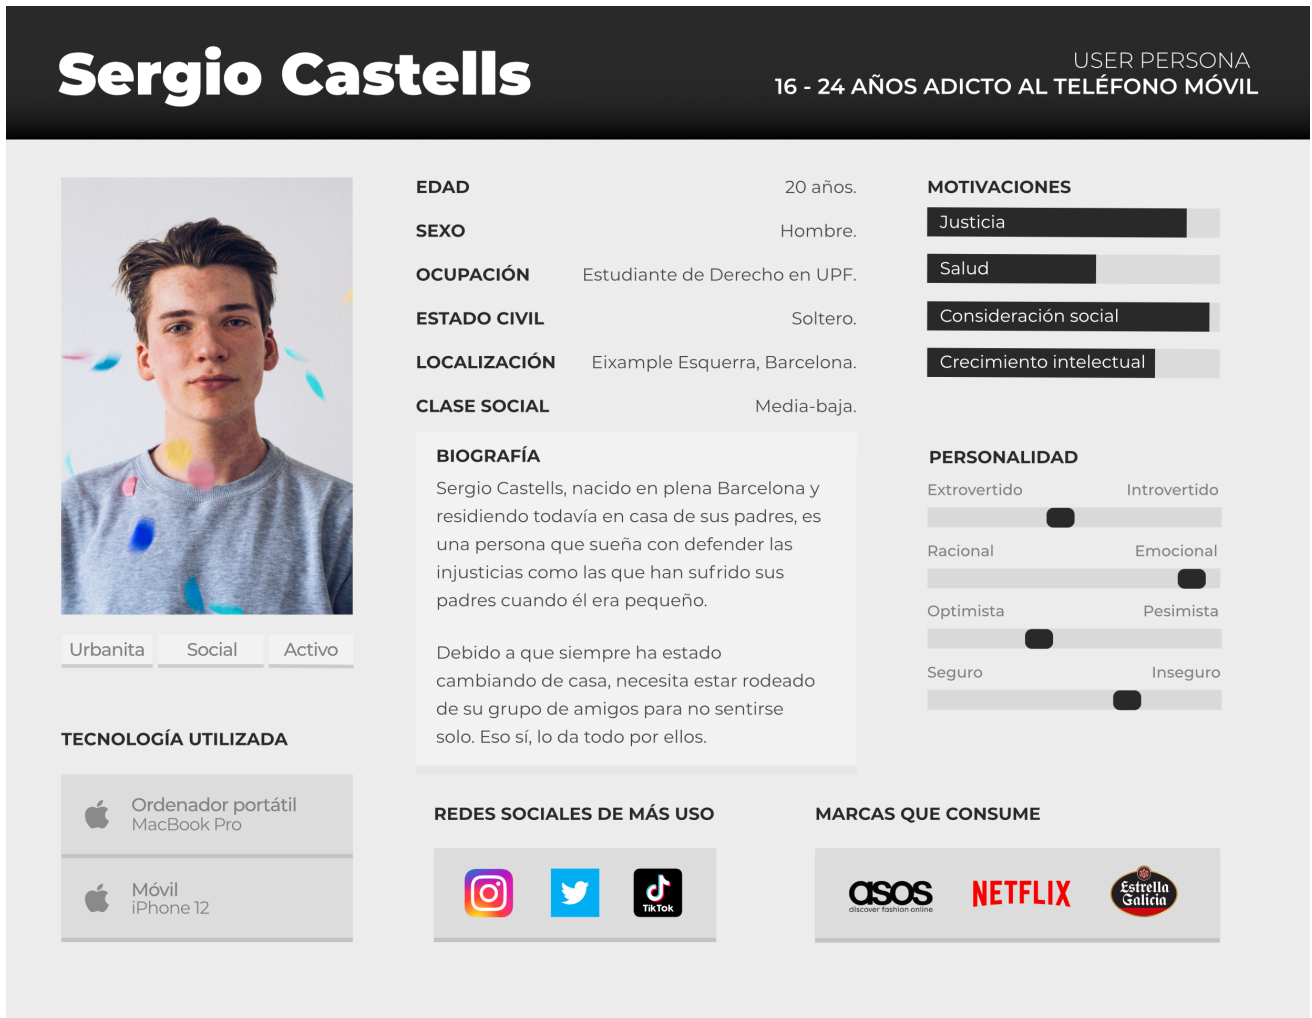 Sergio Castells
USER PERSONA
16 - 24 AÑOS ADICTO AL TELÉFONO MÓVIL
Urbanita
Social
Activo
TECNOLOGÍA UTILIZADA
Ordenador portátil
MacBook Pro
Móvil
iPhone 12
EDAD 20 años.
SEXO Hombre.
OCUPACIÓN Estudiante de Derecho en UPF.
ESTADO CIVIL Soltero.
LOCALIZACIÓN Eixample Esquerra, Barcelona.
CLASE SOCIAL Media-baja.
BIOGRAFÍA
Sergio Castells, nacido en plena Barcelona y
residiendo todavía en casa de sus padres, es
una persona que sueña con defender las
injusticias como las que han sufrido sus
padres cuando él era pequeño.
Debido a que siempre ha estado
cambiando de casa, necesita estar rodeado
de su grupo de amigos para no sentirse
solo. Eso sí, lo da todo por ellos.
MOTIVACIONES
Justicia
Salud
Consideración social
Crecimiento intelectual
PERSONALIDAD
Extrovertido Introvertido
Racional Emocional
Optimista Pesimista
Seguro Inseguro
REDES SOCIALES DE MÁS USO
TikTok
MARCAS QUE CONSUME
asos
discover fashion online
NETFLIX
Estrella
Galicia